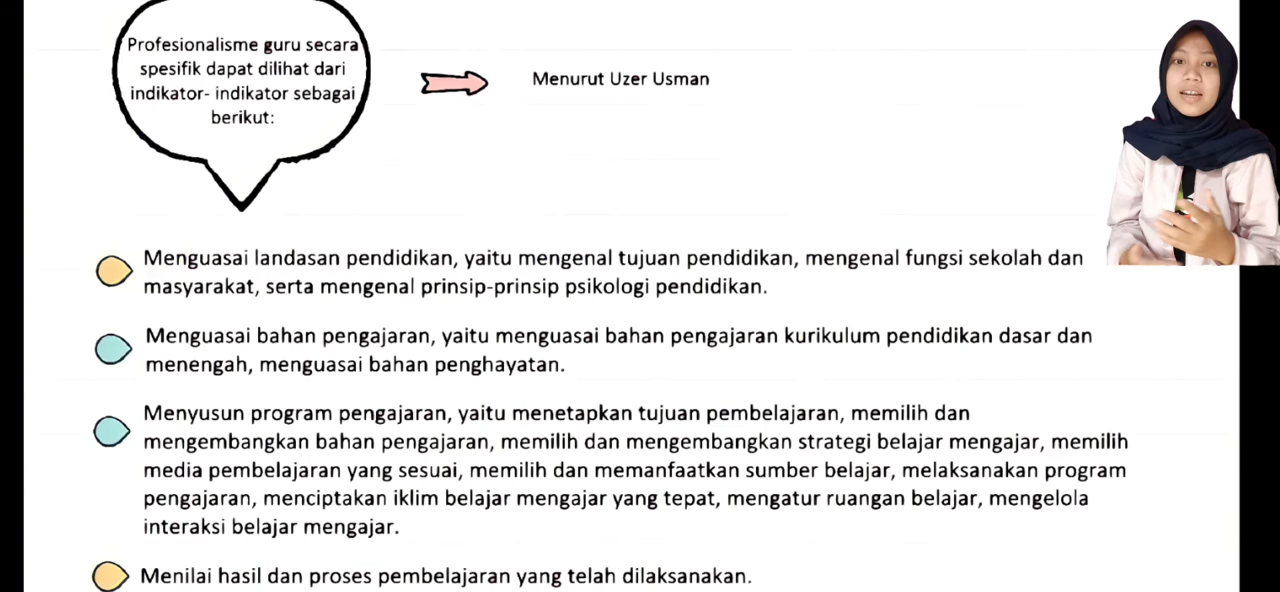 Profesionalisme guru secara
spesifik dapat dilihat dari
indikator- indikator sebagai
berikut:
Menurut Uzer Usman
Menguasai landasan pendidikan, yaitu mengenal tujuan pendidikan, mengenal fungsi sekolah dan
masyarakat, serta mengenal prinsip-prinsip psikologi pendidikan.
Menguasai bahan pengajaran, yaitu menguasai bahan pengajaran kurikulum pendidikan dasar dan
menengah, menguasai bahan penghayatan.
Menyusun program pengajaran, yaitu menetapkan tujuan pembelajaran, memilih dan
mengembangkan bahan pengajaran, memilih dan mengembangkan strategi belajar mengajar, memilih
media pembelajaran yang sesuai, memilih dan memanfaatkan sumber belajar, melaksanakan program
pengajaran, menciptakan iklim belajar mengajar yang tepat, mengatur ruangan belajar, mengelola
interaksi belajar mengajar.
Menilai hasil dan proses pembelajaran yang telah dilaksanakan.